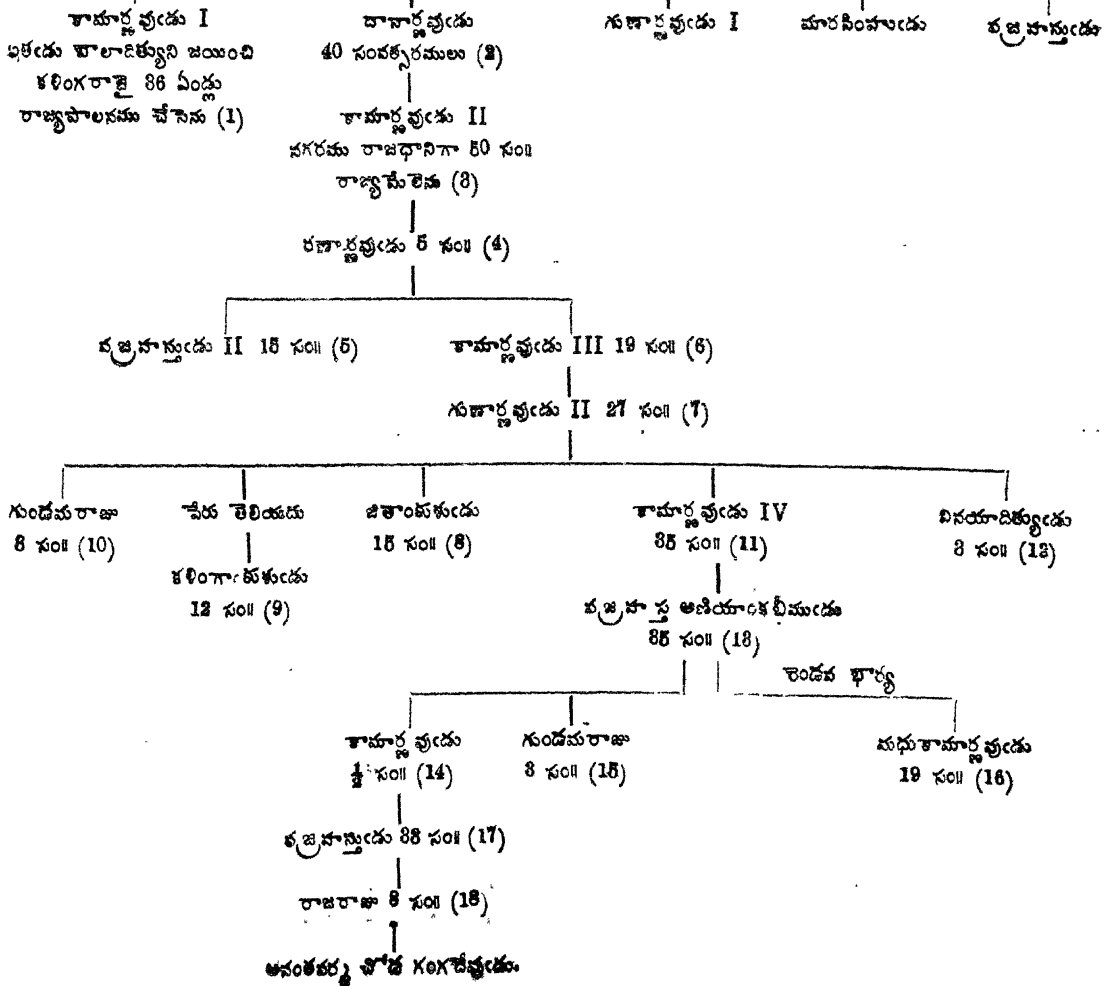 కామార్ణవుఁడు I
ఇతఁడు బాలాదిత్యుని జయించి
కళింగరాజై 36 ఏండ్లు
రాజ్యపాలనము చేసెను (1)
దానార్ణవుఁడు
40 సంవత్సరములు (2)
గుణార్ణవుఁడు I
మారసింహుఁడు
వజ్రహస్తుఁడు
కామార్ణవుఁడు II
నగరము రాజధానిగా 50 సం॥
రాజ్యమేలెను (3)
రణార్ణవుఁడు 5 సం॥ (4)
వజ్రహస్తుఁడు II 15 సం॥ (5)
కామార్ణవుఁడు III 19 సం॥ (6)
గుణార్ణవుఁడు II 27 సం॥ (7)
గుండమరాజు
పేరు తెలియదు
జితాంకుశుఁడు
కామార్ణవుఁడు IV
వినయాదిత్యుఁడు
8 సం॥ (10)
15 సం॥ (8)
35 సం॥ (11)
3 సం॥ (12)
కళింగాంకుశుఁడు
12 సం॥ (9)
వజ్రహస్త అణియాంకభీముఁడు
35 సం॥ (13)
రెండవ భార్య
కామార్ణవుఁడు
గుండమరాజు
మధుకామార్ణవుఁడు
½ సం॥ (14)
3 సం॥ (15)
19 సం॥ (16)
వజ్రహస్తుఁడు 33 సం॥ (17)
రాజరాజు 8 సం॥ (18)
అనంతవర్మ చోడ గంగదేవుఁడు.